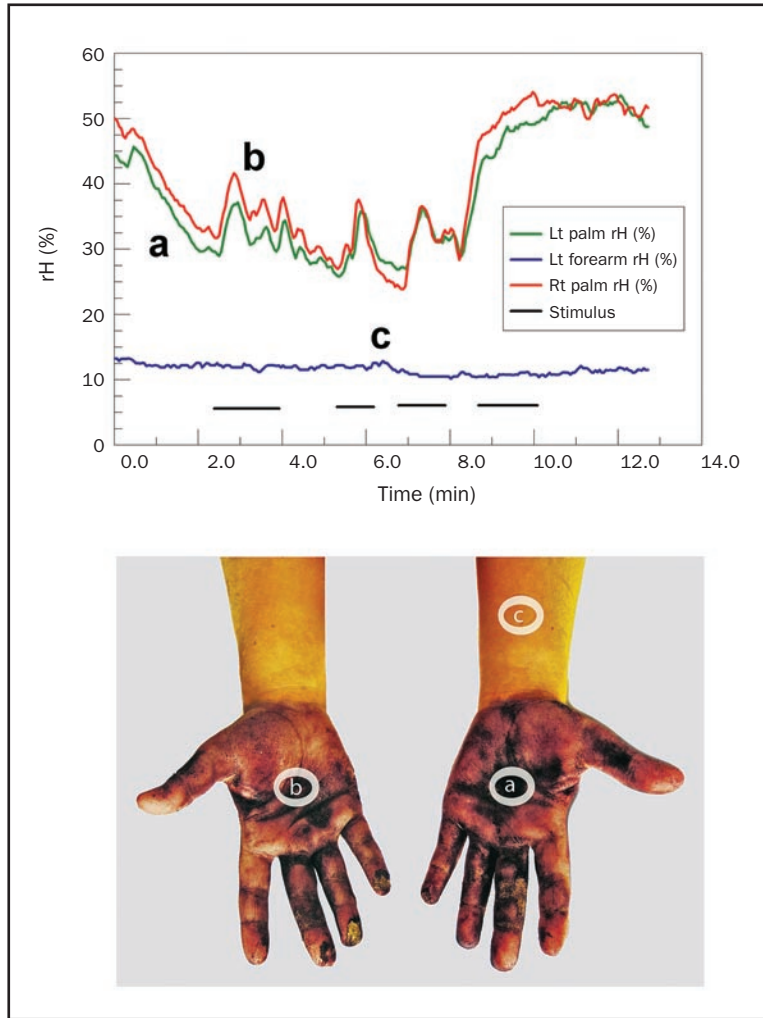 60
50
40
30
20
10
0
rH (%)
a
b
c
Lt palm rH (%)
Lt forearm rH (%)
Rt palm rH (%)
Stimulus
0.0 2.0 4.0 6.0 8.0 10.0 12.0 14.0
Time (min)
c
b
a